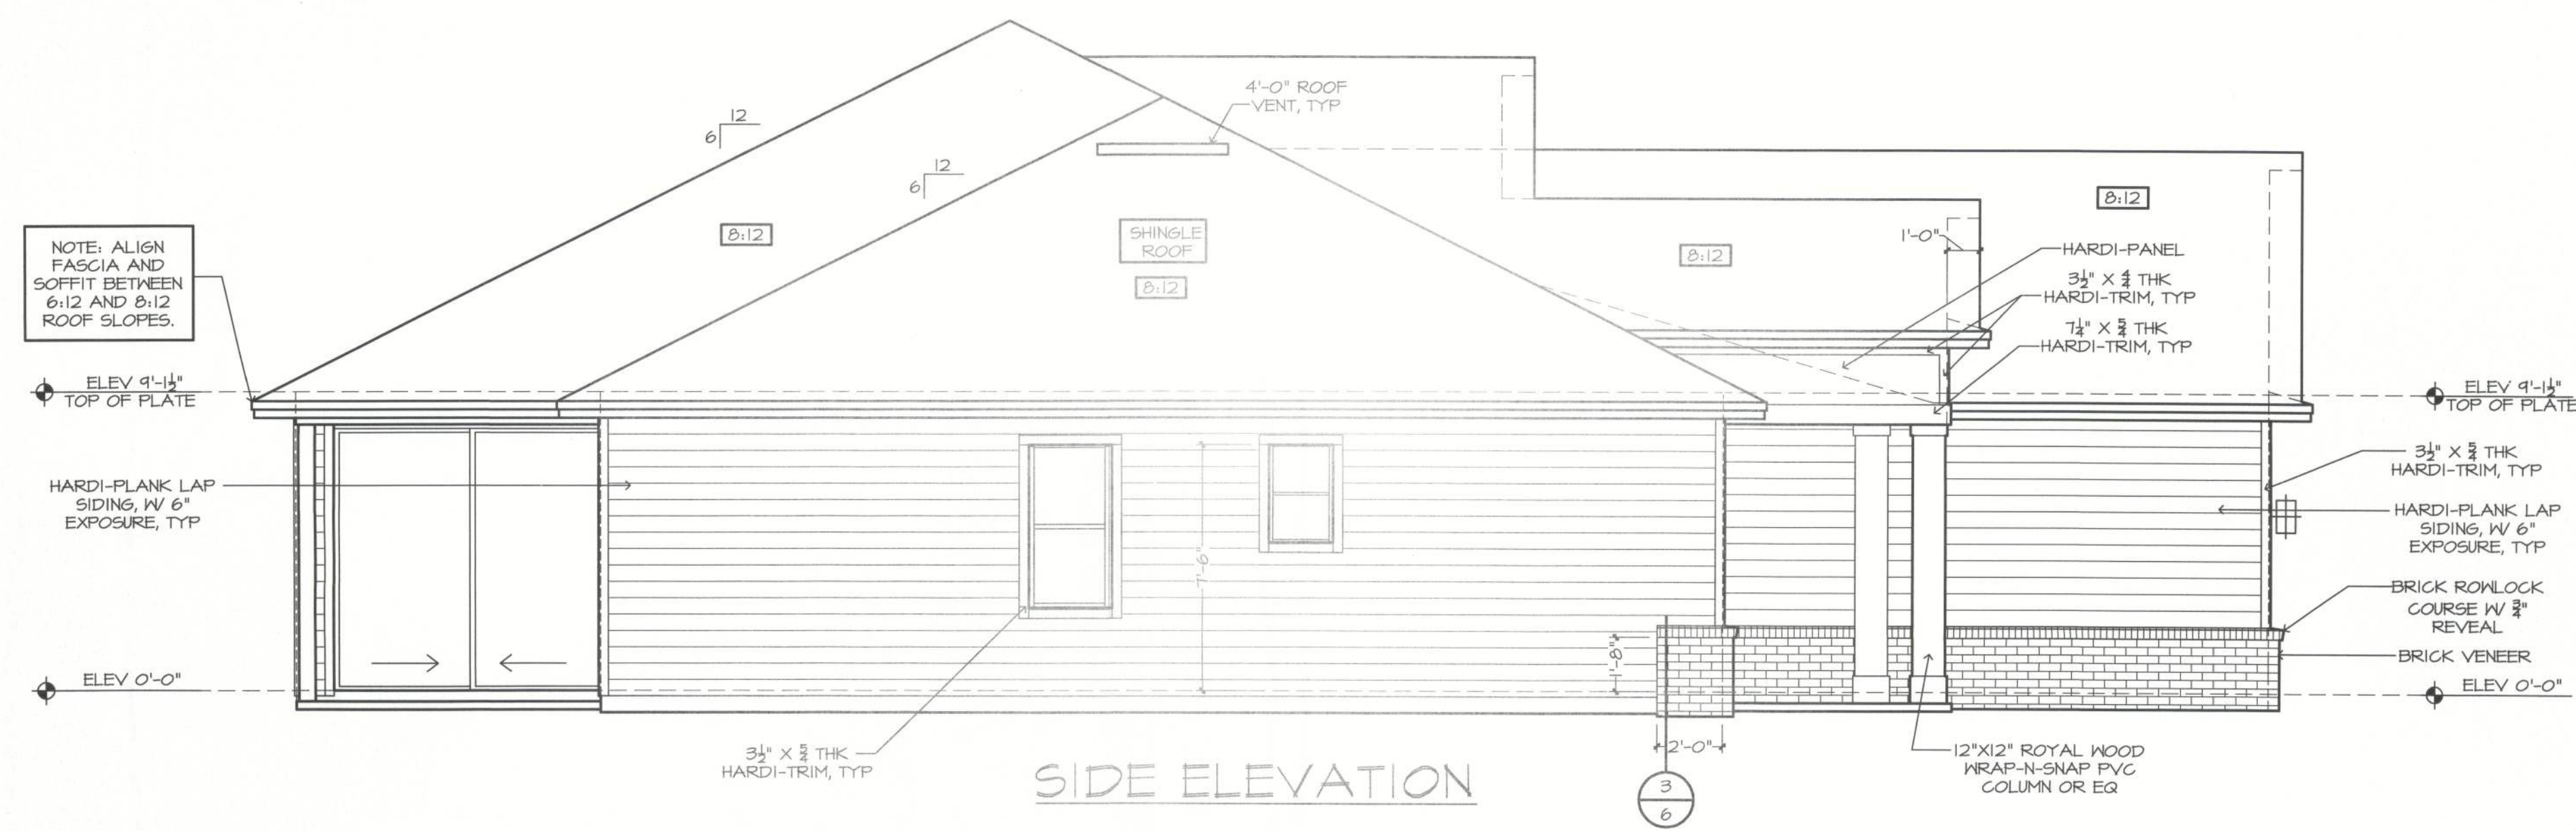 4'-0" ROOF
VENT, TYP
12
6
12
6
8:12
SHINGLE
ROOF
8:12
8:12
8:12
1'-0"
NOTE: ALIGN
FASCIA AND
SOFFIT BETWEEN
6:12 AND 8:12
ROOF SLOPES.
HARDI-PANEL
3½" X 4/4 THK
HARDI-TRIM, TYP
7¼" X 5/4 THK
HARDI-TRIM, TYP
ELEV 9'-1½"
TOP OF PLATE
ELEV 9'-1½"
TOP OF PLATE
HARDI-PLANK LAP
SIDING, W/ 6"
EXPOSURE, TYP
3½" X 5/4 THK
HARDI-TRIM, TYP
HARDI-PLANK LAP
SIDING, W/ 6"
EXPOSURE, TYP
7'-6"
BRICK ROWLOCK
COURSE W/ ¾"
REVEAL
1'-8"
BRICK VENEER
ELEV 0'-0"
ELEV 0'-0"
3½" X 5/4 THK
HARDI-TRIM, TYP
2'-0"
12"X12" ROYAL WOOD
WRAP-N-SNAP PVC
COLUMN OR EQ
SIDE ELEVATION
3
6